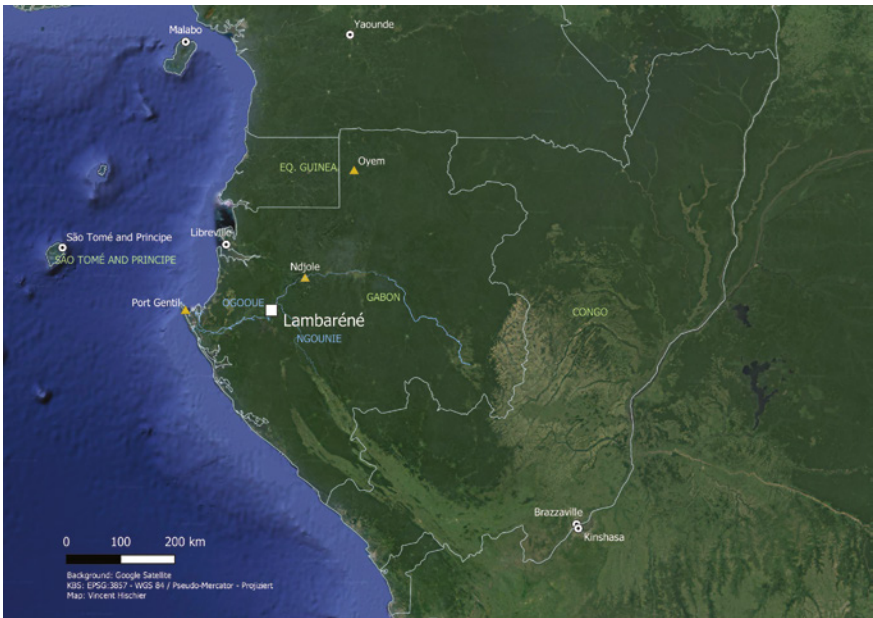 Malabo
Yaounde
EQ. GUINEA
Oyem
São Tomé and Principe
SÃO TOMÉ AND PRINCIPE
Libreville
Ndjole
Port Gentil
OGOOUE
GABON
CONGO
Lambaréné
NGOUNIE
Brazzaville
Kinshasa
0 100 200 km
Background: Google Satellite
KBS: EPSG:3857 - WGS 84 / Pseudo-Mercator - Projiziert
Map: Vincent Hischier